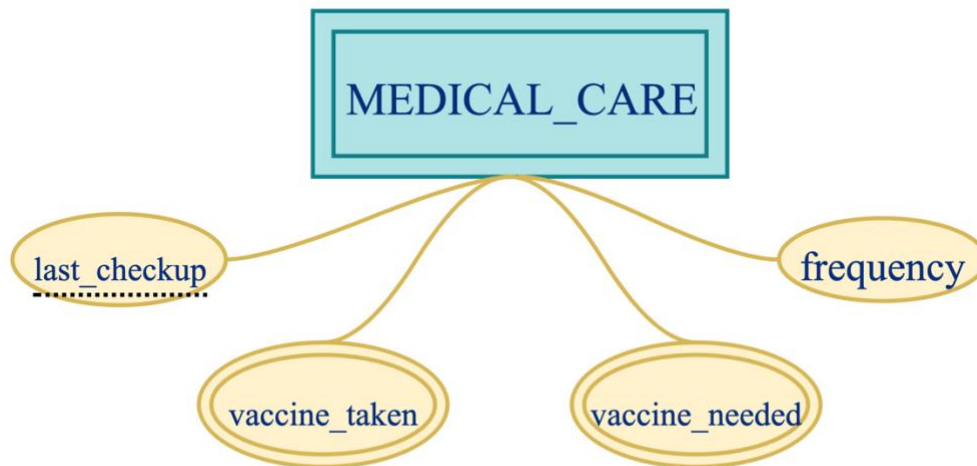 MEDICAL_CARE
last_checkup
frequency
vaccine_taken
vaccine_needed